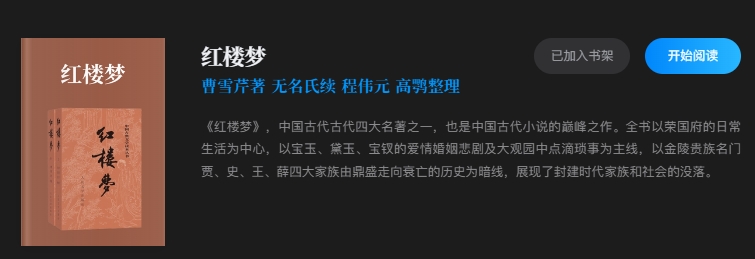 红楼梦
红楼梦
红楼梦
已加入书架
开始阅读
曹雪芹著 无名氏续 程伟元 高鹗整理
《红楼梦》，中国古代古代四大名著之一，也是中国古代小说的巅峰之作。全书以荣国府的日常
生活为中心，以宝玉、黛玉、宝钗的爱情婚姻悲剧及大观园中点滴琐事为主线，以金陵贵族名门
贾、史、王、薛四大家族由鼎盛走向衰亡的历史为暗线，展现了封建时代家族和社会的没落。